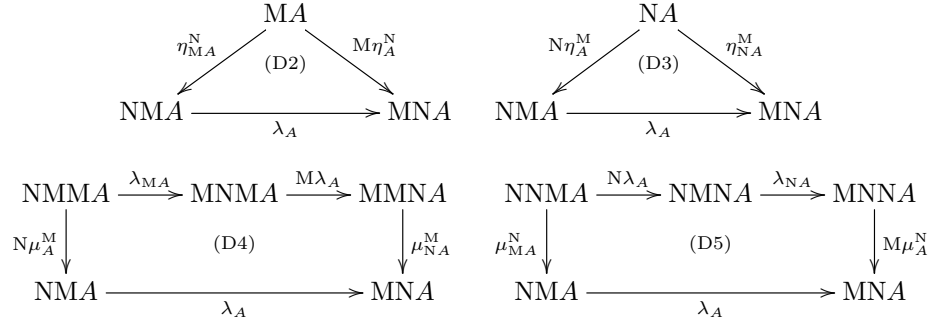 MA NA
η^N_{MA} (D2) Mη^N_A Nη^M_A (D3) η^M_{NA}
NMA λ_A MNA NMA λ_A MNA
NMMA λ_{MA} MNMA Mλ_A MMNA NNMA Nλ_A NMNA λ_{NA} MNNA
Nμ^M_A (D4) μ^M_{NA} μ^N_{MA} (D5) Mμ^N_A
NMA λ_A MNA NMA λ_A MNA